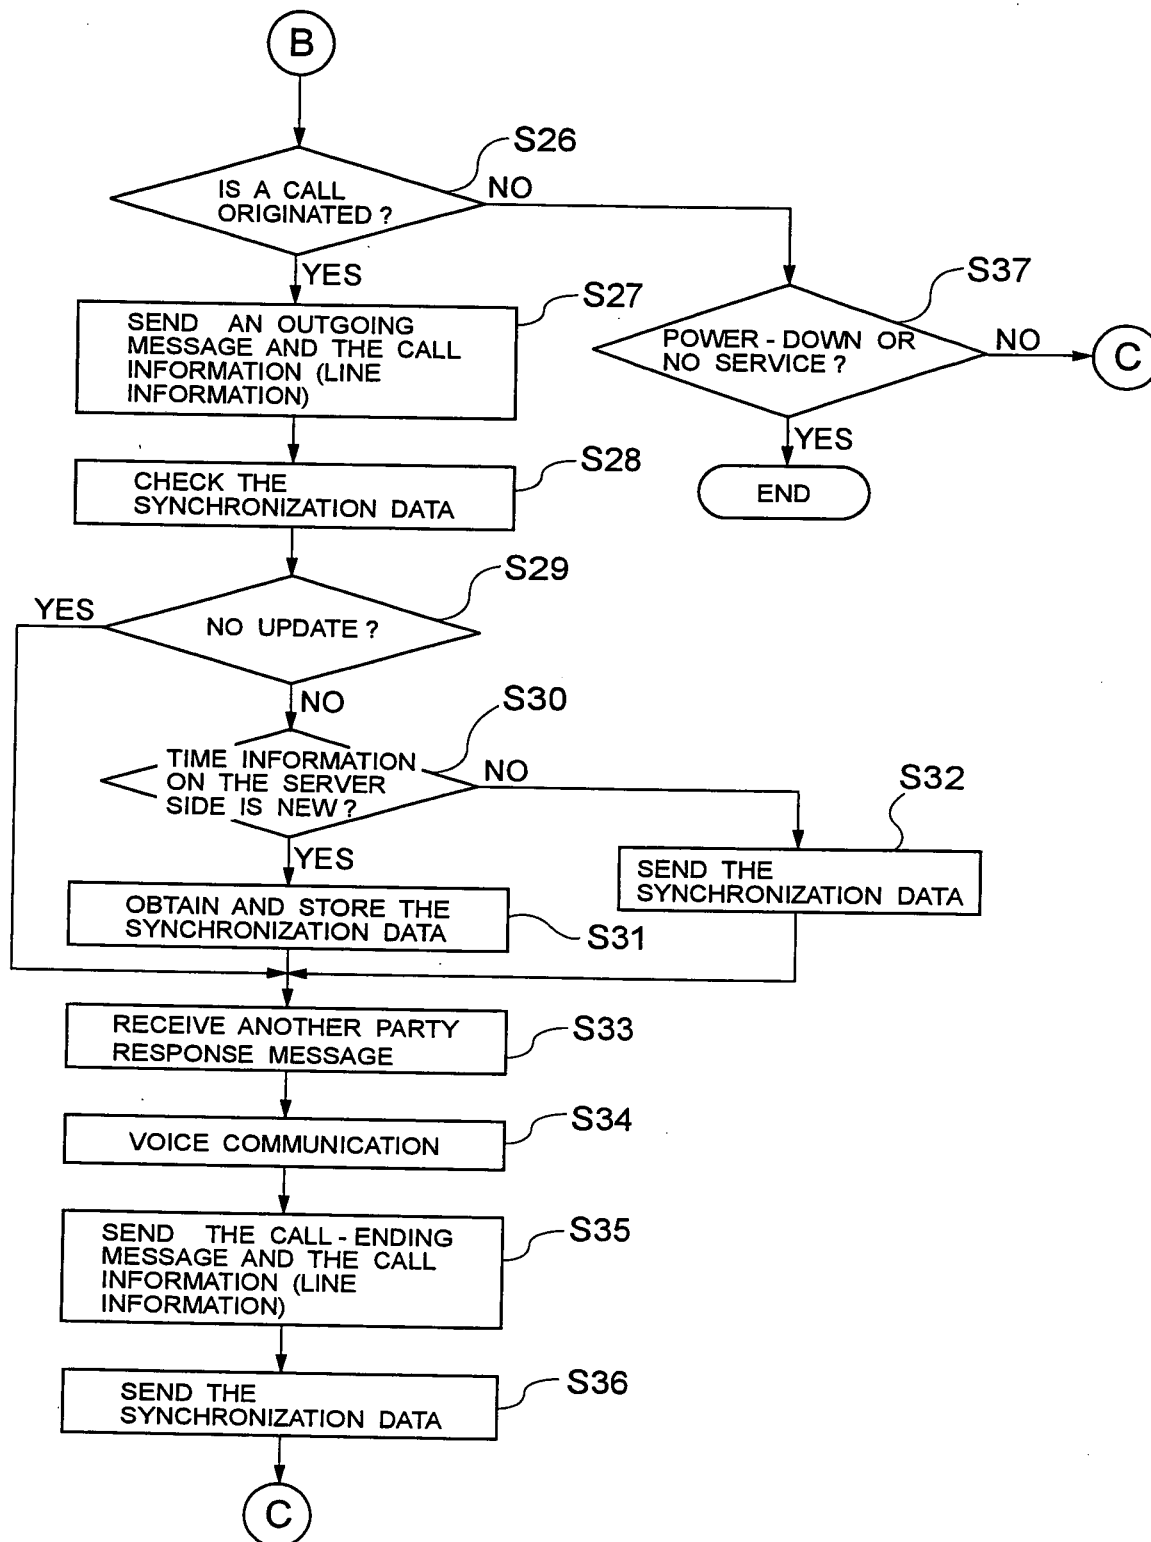 B
S26
IS A CALL
ORIGINATED?
NO
YES
S27
SEND AN OUTGOING
MESSAGE AND THE CALL
INFORMATION (LINE
INFORMATION)
S37
POWER-DOWN OR
NO SERVICE?
NO
C
YES
END
S28
CHECK THE
SYNCHRONIZATION DATA
S29
YES
NO UPDATE?
NO
S30
TIME INFORMATION
ON THE SERVER
SIDE IS NEW?
NO
S32
SEND THE
SYNCHRONIZATION DATA
YES
OBTAIN AND STORE THE
SYNCHRONIZATION DATA
S31
RECEIVE ANOTHER PARTY
RESPONSE MESSAGE
S33
VOICE COMMUNICATION
S34
SEND THE CALL-ENDING
MESSAGE AND THE CALL
INFORMATION (LINE
INFORMATION)
S35
SEND THE
SYNCHRONIZATION DATA
S36
C